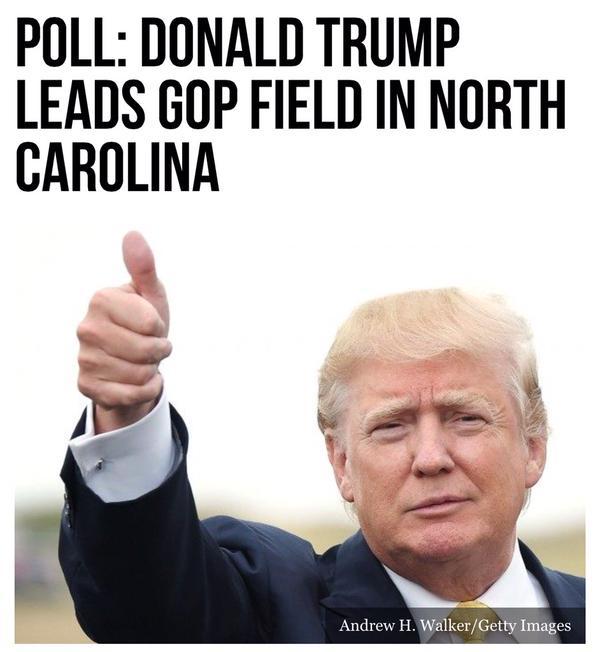 POLL: DONALD TRUMP
LEADS GOP FIELD IN NORTH
CAROLINA
Andrew H. Walker/Getty Images